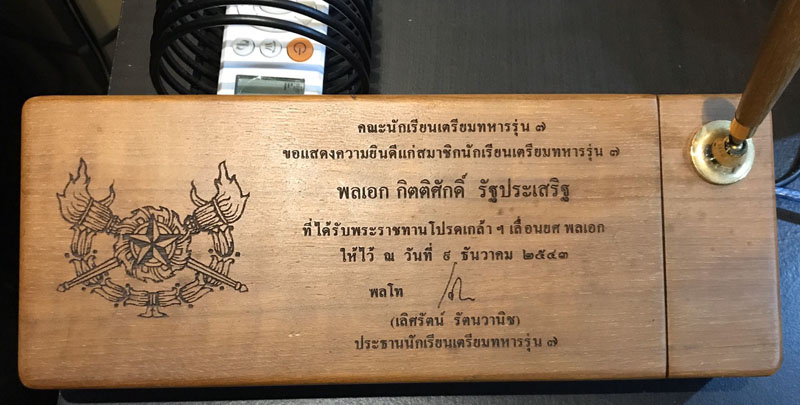 คณะนักเรียนเตรียมทหารรุ่น ๗
ขอแสดงความยินดีแก่สมาชิกนักเรียนเตรียมทหารรุ่น ๗
พลเอก กิตติศักดิ์ รัฐประเสริฐ
ที่ได้รับพระราชทานโปรดเกล้า ฯ เลื่อนยศ พลเอก
ให้ไว้ ณ วันที่ ๙ ธันวาคม ๒๕๔๓
พลโท
(เลิศรัตน์ รัตนวานิช)
ประธานนักเรียนเตรียมทหารรุ่น ๗